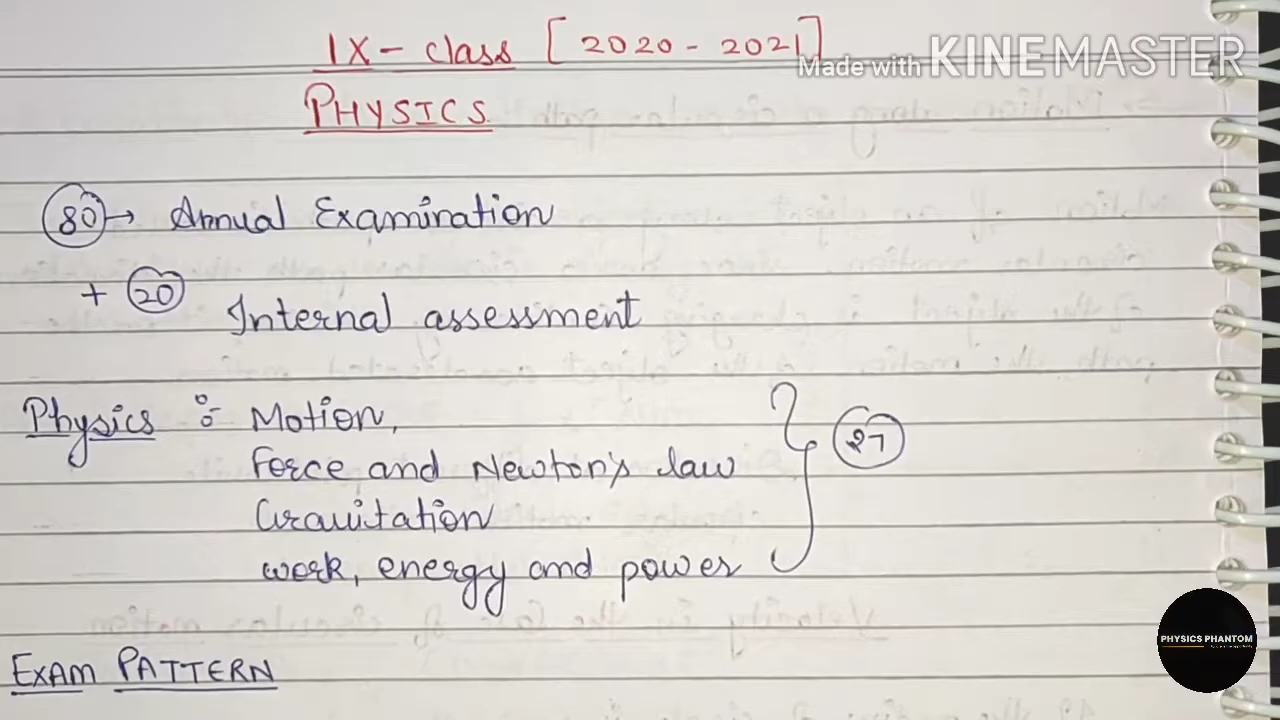 IX - class [2020 - 2021]
Made with KINEMASTER
PHYSICS
80 → Annual Examination
+ 20 Internal assessment
Physics : Motion,
Force and Newton's law
Gravitation
work, energy and power
27
PHYSICS PHANTOM
EXAM PATTERN